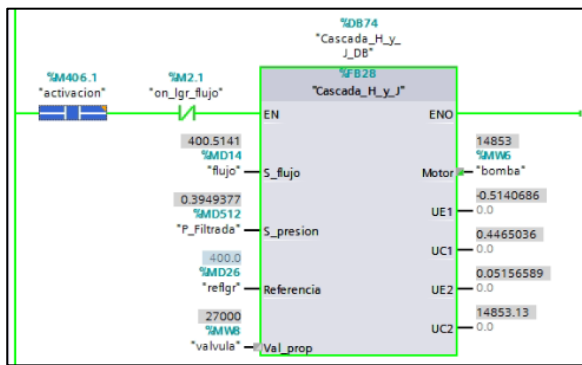 %DB74
"Cascada_H_y_
J_DB"
%M406.1
"activacion"
%M2.1
"on_lgr_flujo"
%FB28
"Cascada_H_y_J"
EN
ENO
400.5141
%MD14
"flujo"
S_flujo
14853
%MW6
Motor
"bomba"
0.3949377
%MD512
"P_Filtrada"
S_presion
-0.5140686
UE1
0.0
0.4465036
UC1
0.0
400.0
%MD26
"reflgr"
Referencia
0.05156589
UE2
0.0
27000
%MW8
"valvula"
Val_prop
14853.13
UC2
0.0